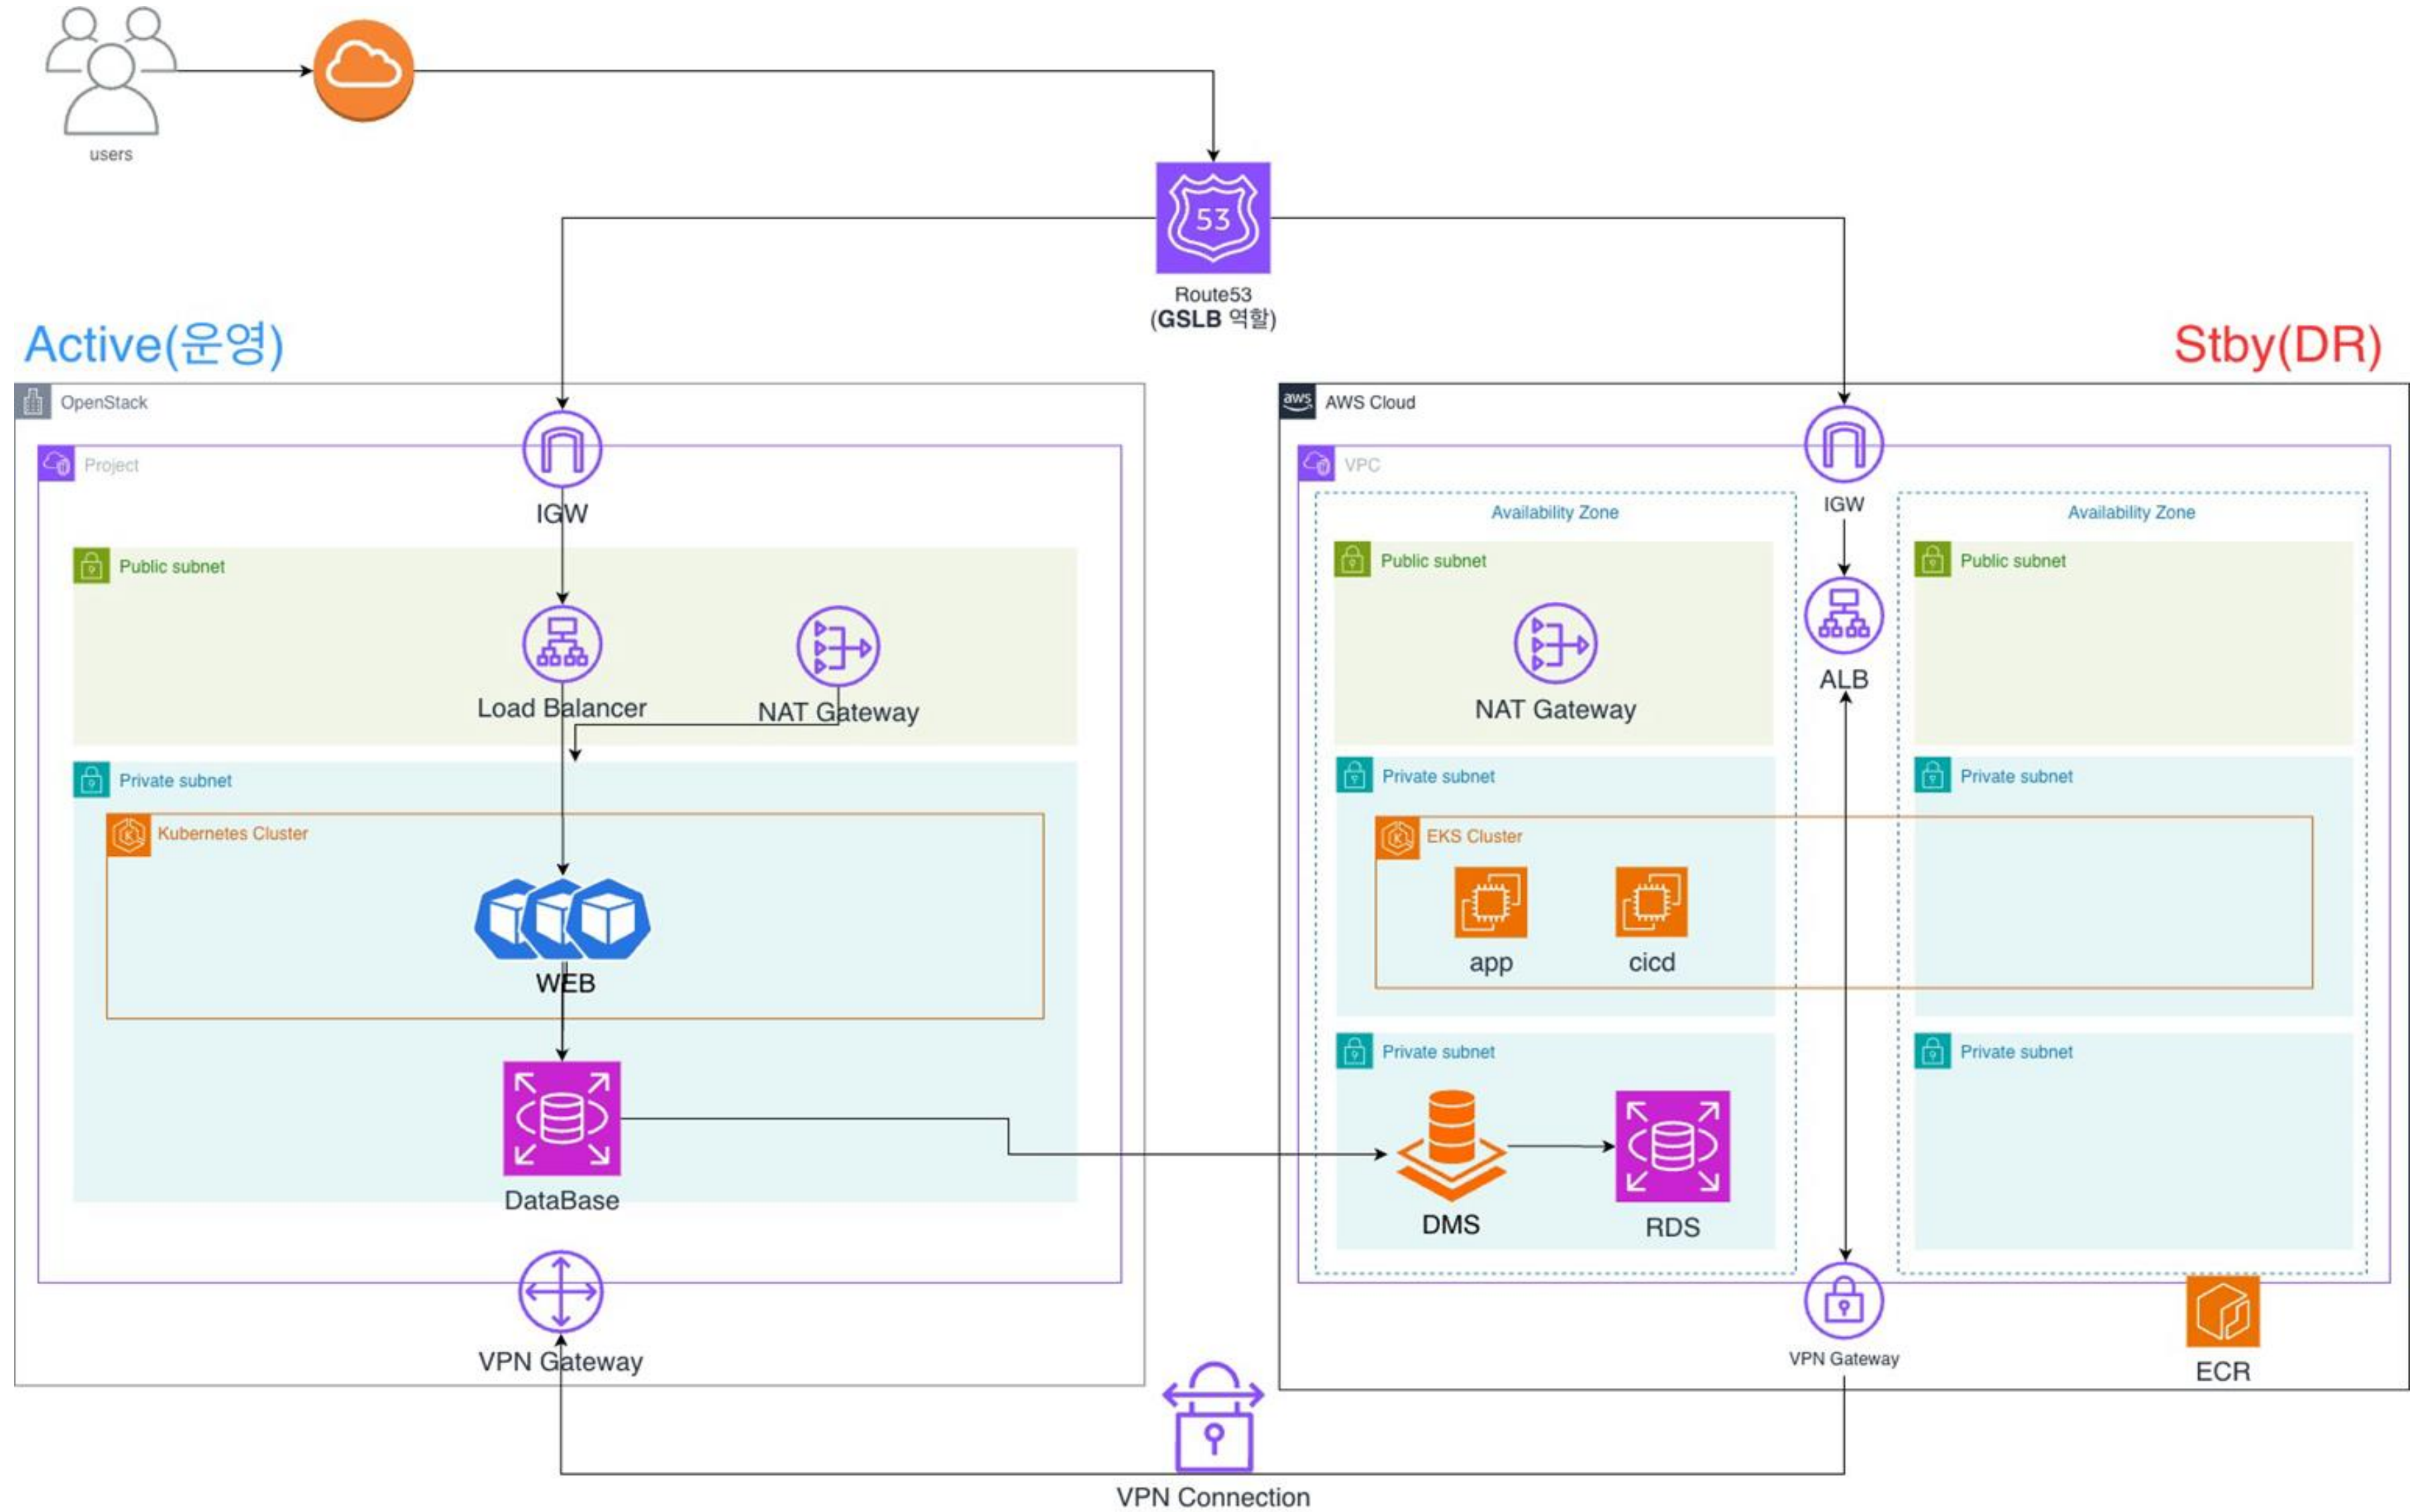 users
53
Route53
(GSLB 역할)
Active(운영)
Stby(DR)
OpenStack
Project
IGW
Public subnet
Load Balancer
NAT Gateway
Private subnet
Kubernetes Cluster
WEB
DataBase
VPN Gateway
aws
AWS Cloud
VPC
Availability Zone
IGW
Availability Zone
Public subnet
Public subnet
NAT Gateway
ALB
Private subnet
Private subnet
EKS Cluster
app
cicd
Private subnet
Private subnet
DMS
RDS
VPN Gateway
ECR
VPN Connection